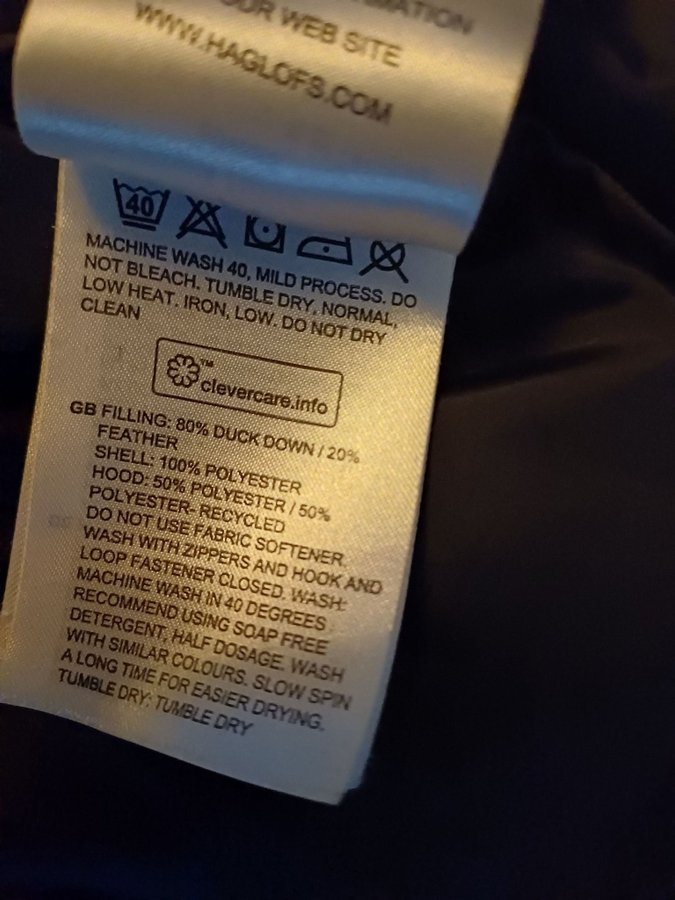 OUR WEB SITE
WWW.HAGLOFS.COM
40
MACHINE WASH 40, MILD PROCESS. DO
NOT BLEACH. TUMBLE DRY, NORMAL,
LOW HEAT. IRON, LOW. DO NOT DRY
CLEAN
™
clevercare.info
GB FILLING: 80% DUCK DOWN / 20%
FEATHER
SHELL: 100% POLYESTER
HOOD: 50% POLYESTER / 50%
POLYESTER- RECYCLED
DO NOT USE FABRIC SOFTENER.
WASH WITH ZIPPERS AND HOOK AND
LOOP FASTENER CLOSED. WASH:
MACHINE WASH IN 40 DEGREES
RECOMMEND USING SOAP FREE
DETERGENT, HALF DOSAGE. WASH
WITH SIMILAR COLOURS. SLOW SPIN
A LONG TIME FOR EASIER DRYING.
TUMBLE DRY: TUMBLE DRY